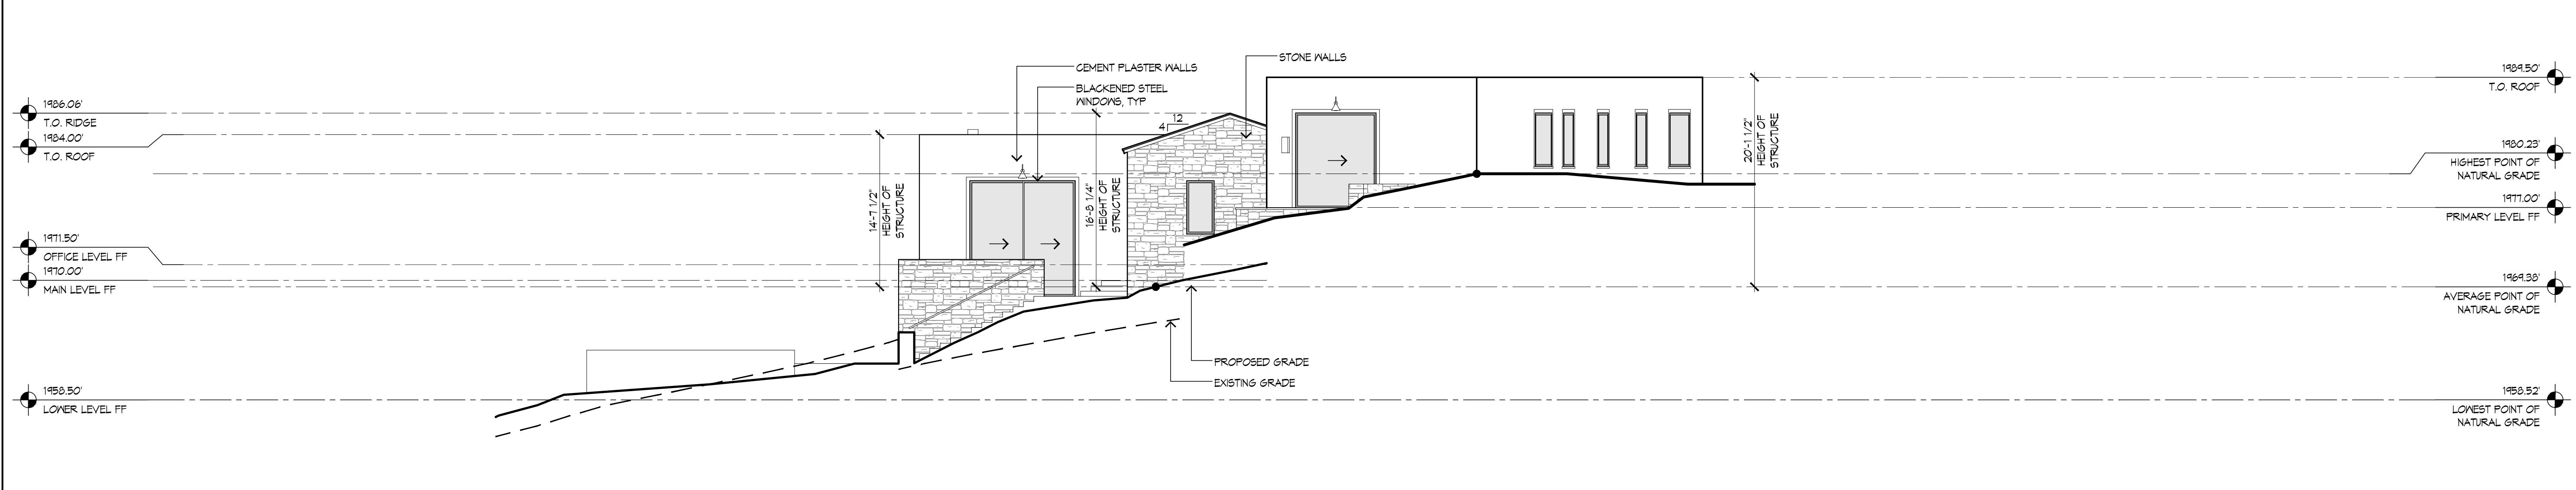 1986.06'
T.O. RIDGE
1984.00'
T.O. ROOF
1971.50'
OFFICE LEVEL FF
1970.00'
MAIN LEVEL FF
1958.50'
LOWER LEVEL FF
CEMENT PLASTER WALLS
BLACKENED STEEL
WINDOWS, TYP
STONE WALLS
12
4
14'-7 1/2"
HEIGHT OF
STRUCTURE
16'-8 1/4"
HEIGHT OF
STRUCTURE
20'-1 1/2"
HEIGHT OF
STRUCTURE
PROPOSED GRADE
EXISTING GRADE
1989.50'
T.O. ROOF
1980.23'
HIGHEST POINT OF
NATURAL GRADE
1977.00'
PRIMARY LEVEL FF
1969.38'
AVERAGE POINT OF
NATURAL GRADE
1958.52'
LOWEST POINT OF
NATURAL GRADE